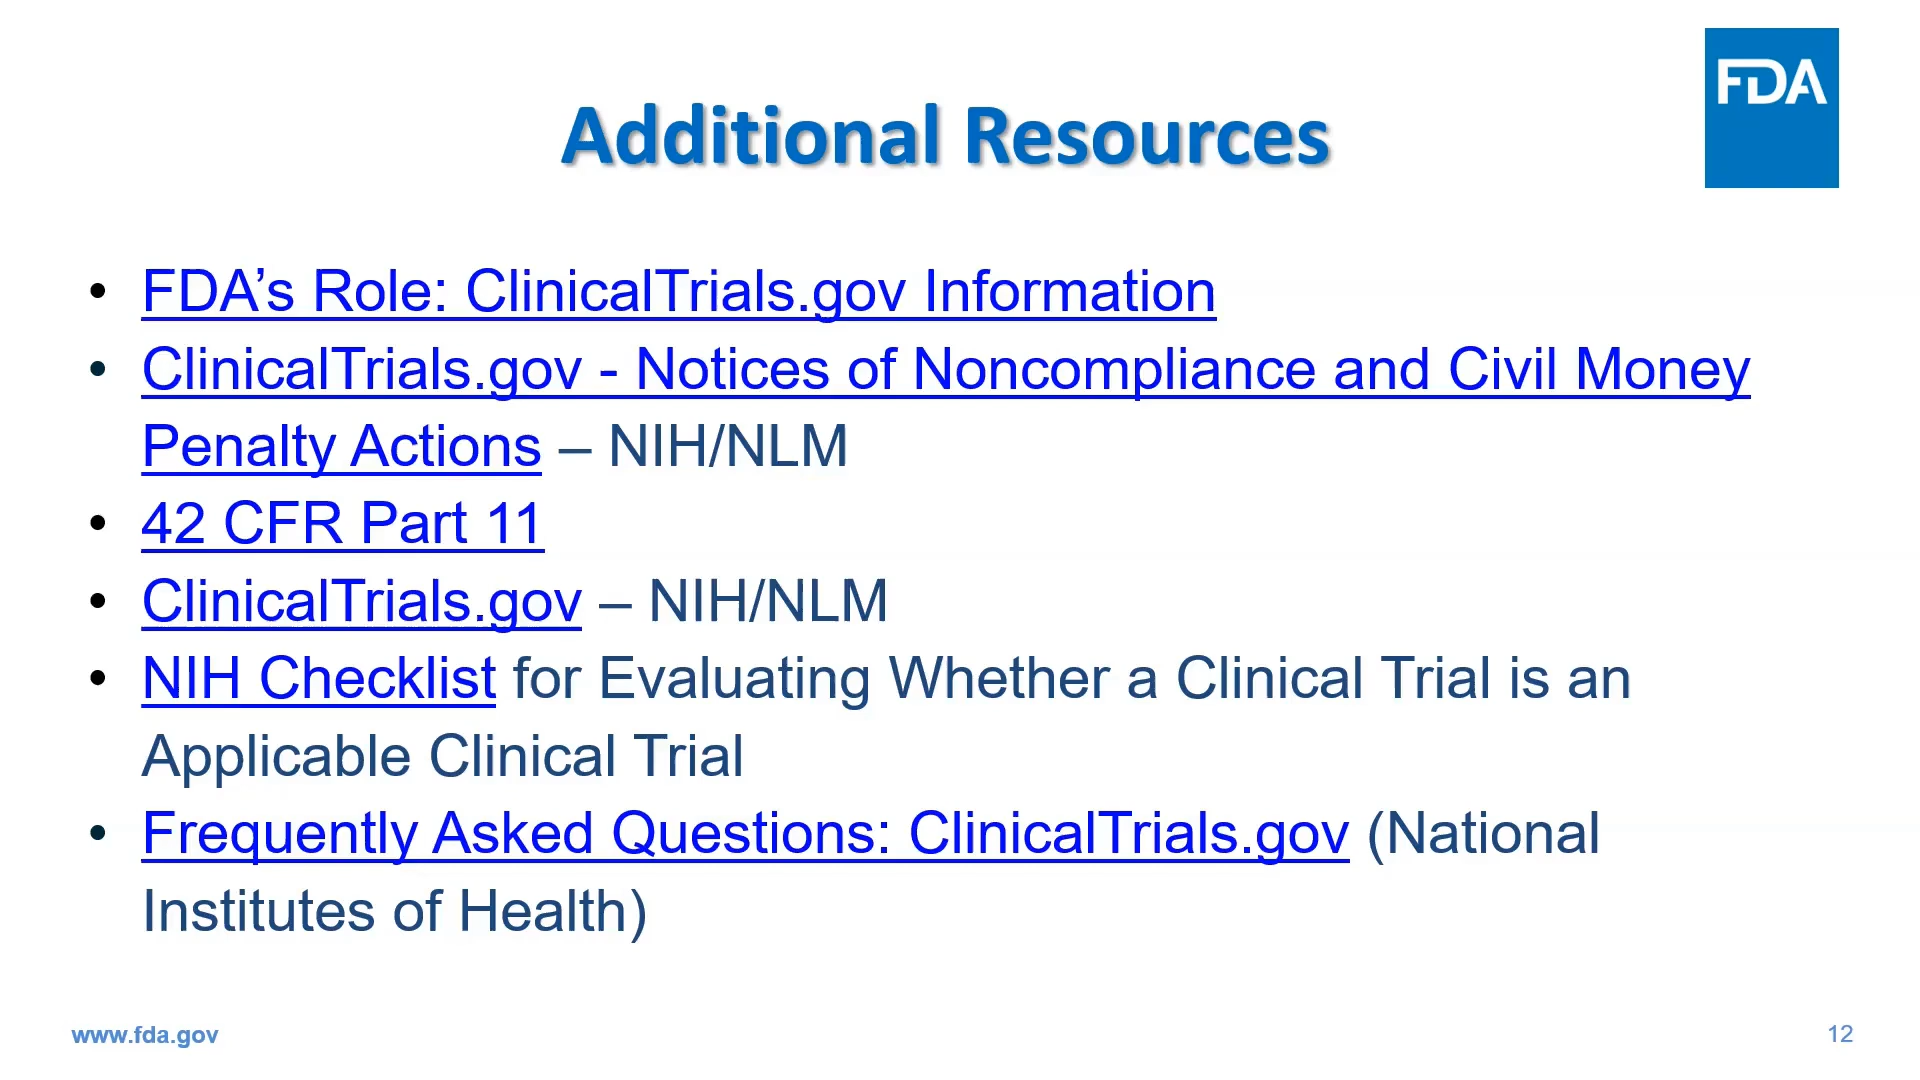 FDA
Additional Resources
• FDA’s Role: ClinicalTrials.gov Information
• ClinicalTrials.gov - Notices of Noncompliance and Civil Money
Penalty Actions – NIH/NLM
• 42 CFR Part 11
• ClinicalTrials.gov – NIH/NLM
• NIH Checklist for Evaluating Whether a Clinical Trial is an
Applicable Clinical Trial
• Frequently Asked Questions: ClinicalTrials.gov (National
Institutes of Health)
www.fda.gov
12